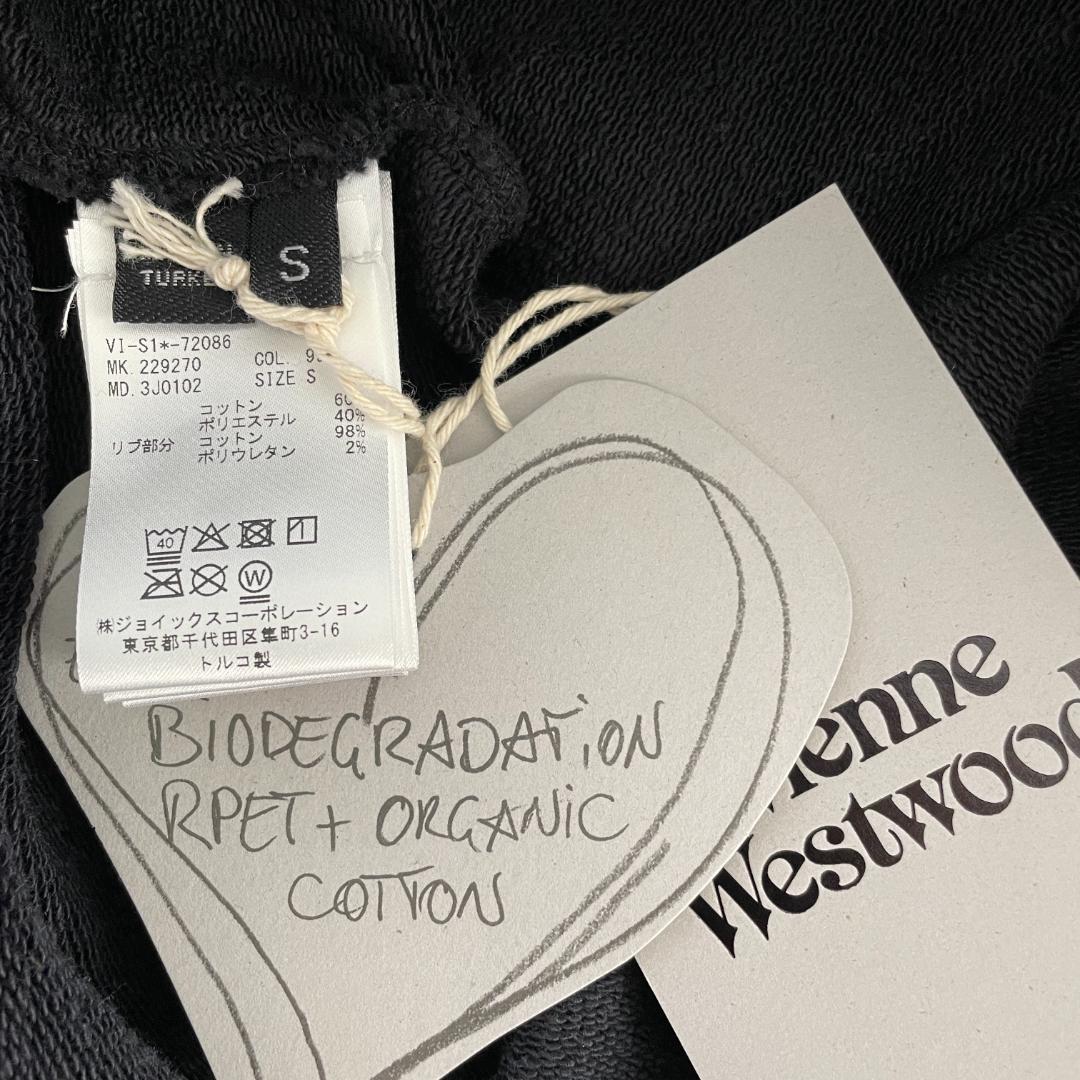 TURKE
S
VI-S1*-72086
MK. 229270 COL. 9
MD. 3J0102 SIZE S
コットン 60
ポリエステル 40%
リブ部分 コットン 98%
ポリウレタン 2%
40
W
㈱ジョイックスコーポレーション
東京都千代田区隼町3-16
トルコ製
BIODEGRADATION
RPET + ORGANIC
COTTON
Vivienne
Westwood